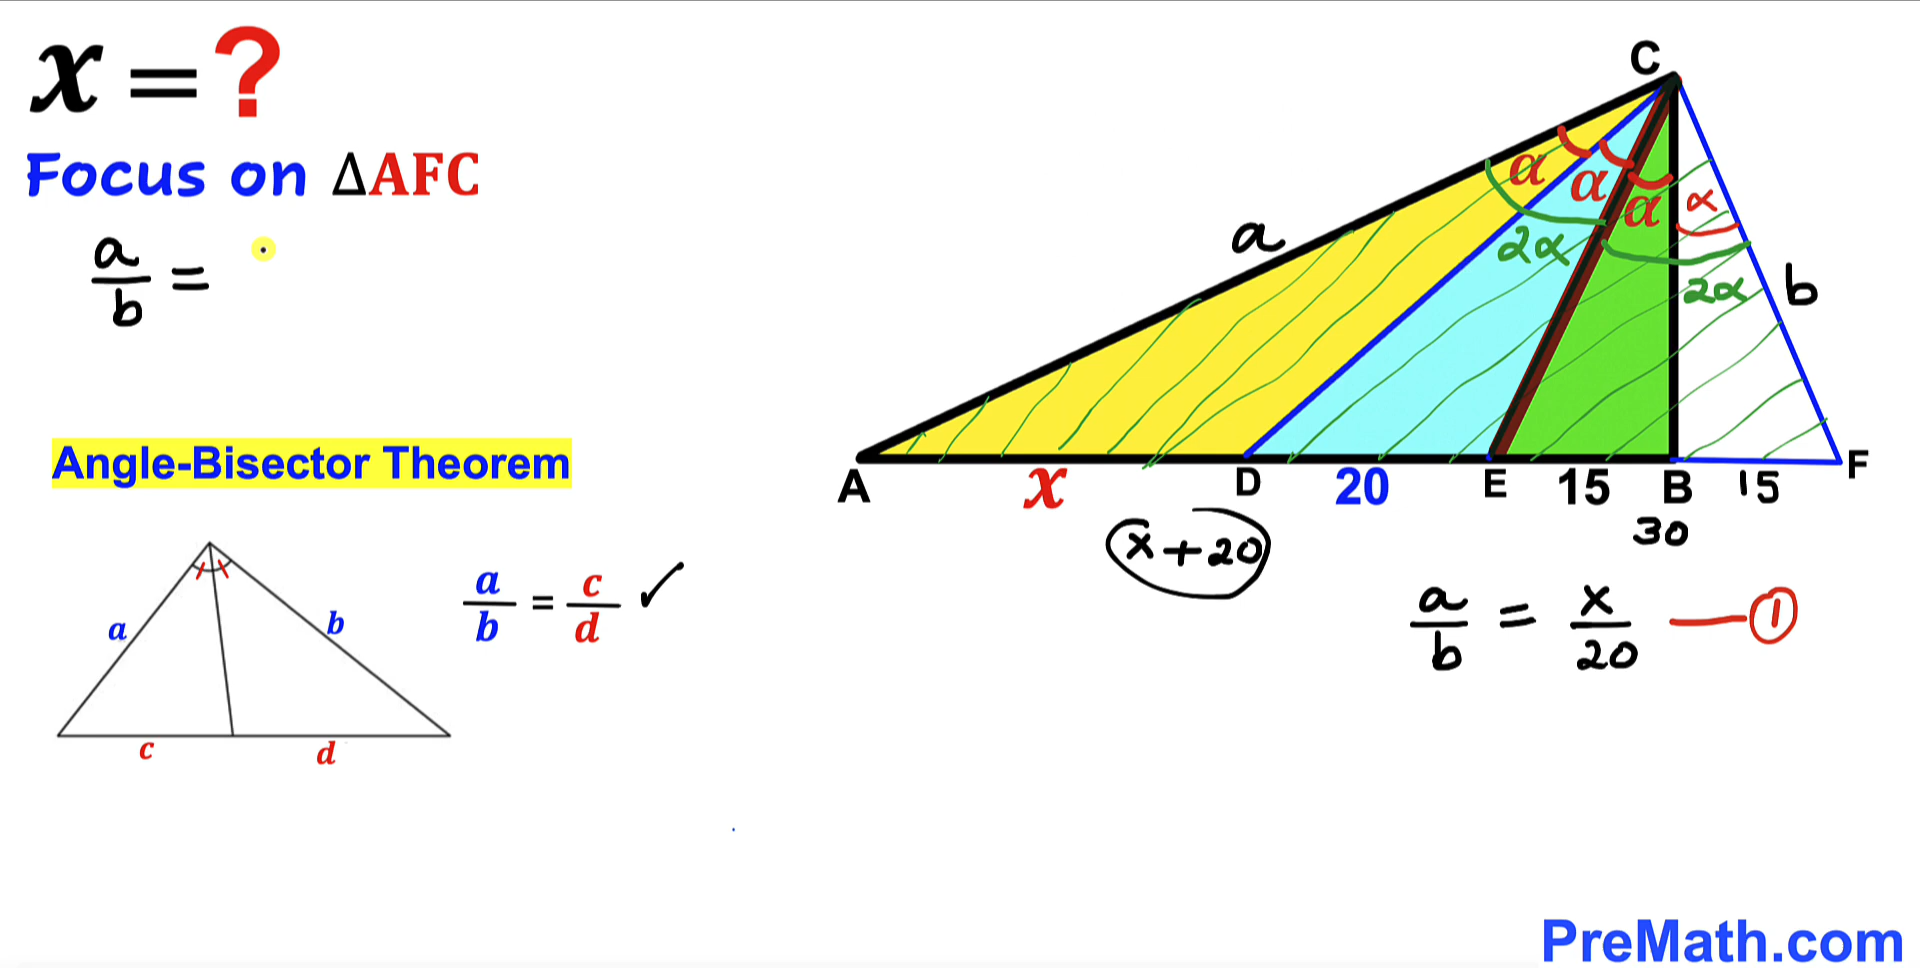 x = ?
Focus on ΔAFC
a/b =
Angle-Bisector Theorem
a
b
c
d
a/b = c/d ✓
C
α
α
α
α
2α
2α
a
b
A
x
D
20
E
15
B
15
F
(x+20)
30
a/b = x/20 — ①
PreMath.com